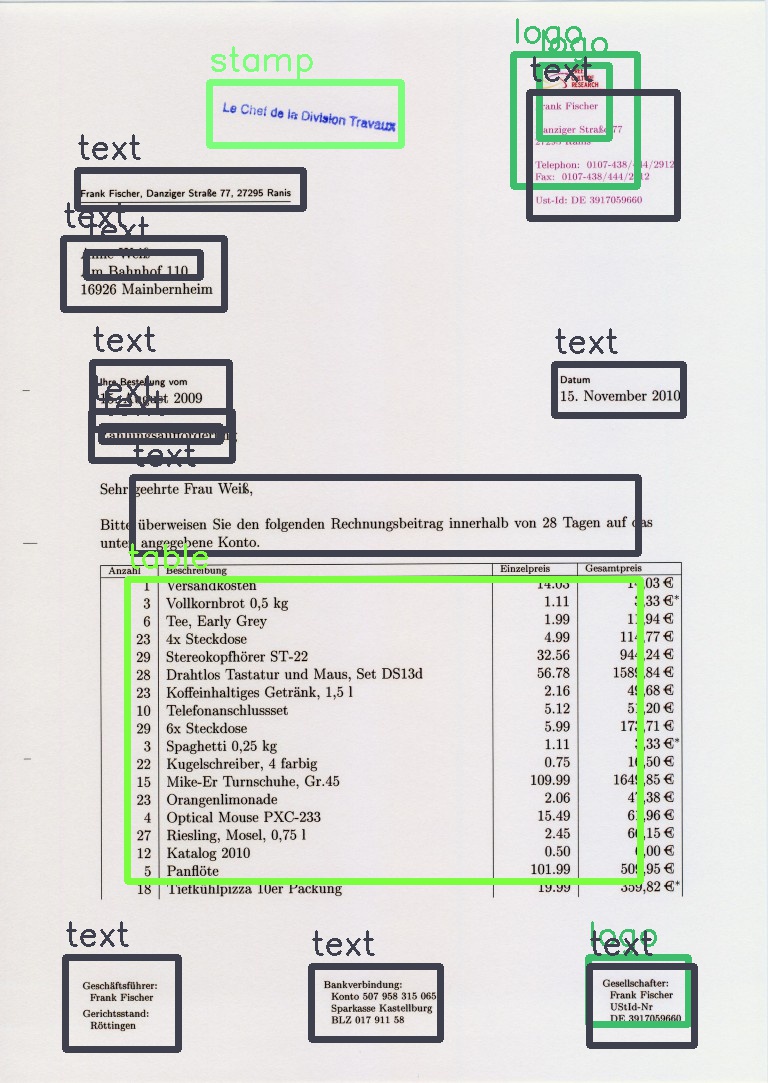 logo
logo
stamp
text
RESEARCH
Le Chef de la Division Travaux
Frank Fischer
Danziger Straße 77
27295 Ranis
Telephon: 0107-438/444/2912
Fax: 0107-438/444/2912
Ust-Id: DE 3917059660
text
Frank Fischer, Danziger Straße 77, 27295 Ranis
text
text
Anne Weiß
Am Bahnhof 110
16926 Mainbernheim
text
text
Ihre Bestellung vom
15. August 2009
Datum
15. November 2010
text
text
Zahlungsaufforderung
text
Sehr geehrte Frau Weiß,
Bitte überweisen Sie den folgenden Rechnungsbeitrag innerhalb von 28 Tagen auf das
unten angegebene Konto.
table
Anzahl Beschreibung Einzelpreis Gesamtpreis
1 Versandkosten 14.03 14,03 €
3 Vollkornbrot 0,5 kg 1.11 3,33 €*
6 Tee, Early Grey 1.99 11,94 €
23 4x Steckdose 4.99 114,77 €
29 Stereokopfhörer ST-22 32.56 944,24 €
28 Drahtlos Tastatur und Maus, Set DS13d 56.78 1589,84 €
23 Koffeinhaltiges Getränk, 1,5 l 2.16 49,68 €
10 Telefonanschlussset 5.12 51,20 €
29 6x Steckdose 5.99 173,71 €
3 Spaghetti 0,25 kg 1.11 3,33 €*
22 Kugelschreiber, 4 farbig 0.75 16,50 €
15 Mike-Er Turnschuhe, Gr.45 109.99 1649,85 €
23 Orangenlimonade 2.06 47,38 €
4 Optical Mouse PXC-233 15.49 61,96 €
27 Riesling, Mosel, 0,75 l 2.45 66,15 €
12 Katalog 2010 0.50 6,00 €
5 Panflöte 101.99 509,95 €
18 Tiefkühlpizza 10er Packung 19.99 359,82 €*
text
text
logo
text
Geschäftsführer:
Frank Fischer
Gerichtsstand:
Röttingen
Bankverbindung:
Konto 507 958 315 065
Sparkasse Kastellburg
BLZ 017 911 58
Gesellschafter:
Frank Fischer
UStId-Nr
DE 3917059660